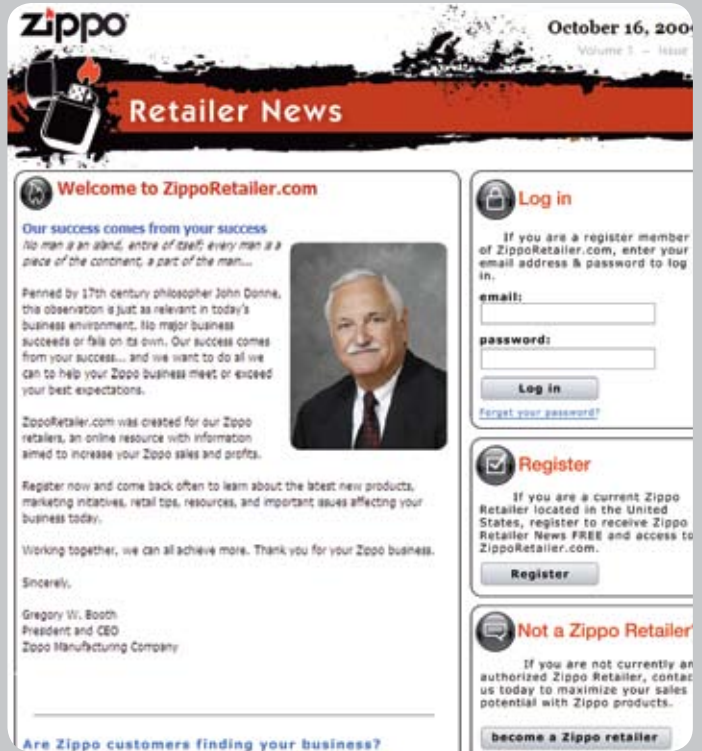 zippo
October 16, 200
Volume 1 – Issue
Retailer News
Welcome to ZippoRetailer.com
Our success comes from your success
No man is an island, entire of itself; every man is a
piece of the continent, a part of the main...
Penned by 17th century philosopher John Donne,
this observation is just as relevant in today's
business environment. No major business
succeeds or fails on its own. Our success comes
from your success... and we want to do all we
can to help your Zippo business meet or exceed
your best expectations.
ZippoRetailer.com was created for our Zippo
retailers, an online resource with information
aimed to increase your Zippo sales and profits.
Register now and come back often to learn about the latest new products,
marketing initiatives, retail tips, resources, and important issues affecting your
business today.
Working together, we can all achieve more. Thank you for your Zippo business.
Sincerely,
Gregory W. Booth
President and CEO
Zippo Manufacturing Company
Are Zippo customers finding your business?
Log in
If you are a register member
of ZippoRetailer.com, enter your
email address & password to log
in.
email:
password:
Log in
Forget your password?
Register
If you are a current Zippo
Retailer located in the United
States, register to receive Zippo
Retailer News FREE and access to
ZippoRetailer.com.
Register
Not a Zippo Retailer?
If you are not currently an
authorized Zippo Retailer, contac
us today to maximize your sales
potential with Zippo products.
become a Zippo retailer